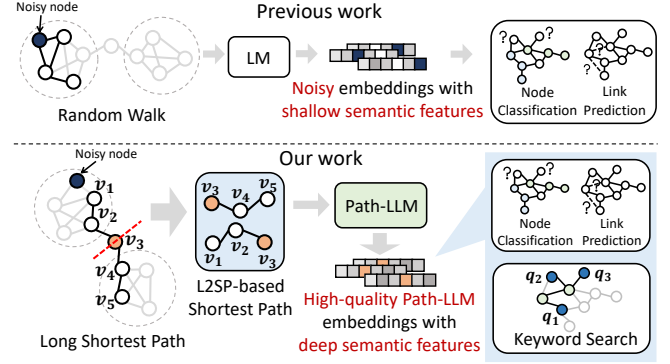 Previous work
Noisy node
Random Walk
LM
Noisy embeddings with
shallow semantic features
? ?
Node
Classification
? ?
Link
Prediction
Our work
Noisy node
v1
v2
v3
v4
v5
Long Shortest Path
v3 v4 v5
v1 v2 v3
L2SP-based
Shortest Path
Path-LLM
High-quality Path-LLM
embeddings with
deep semantic features
? ?
Node
Classification
? ?
Link
Prediction
q2 q3
q1
Keyword Search